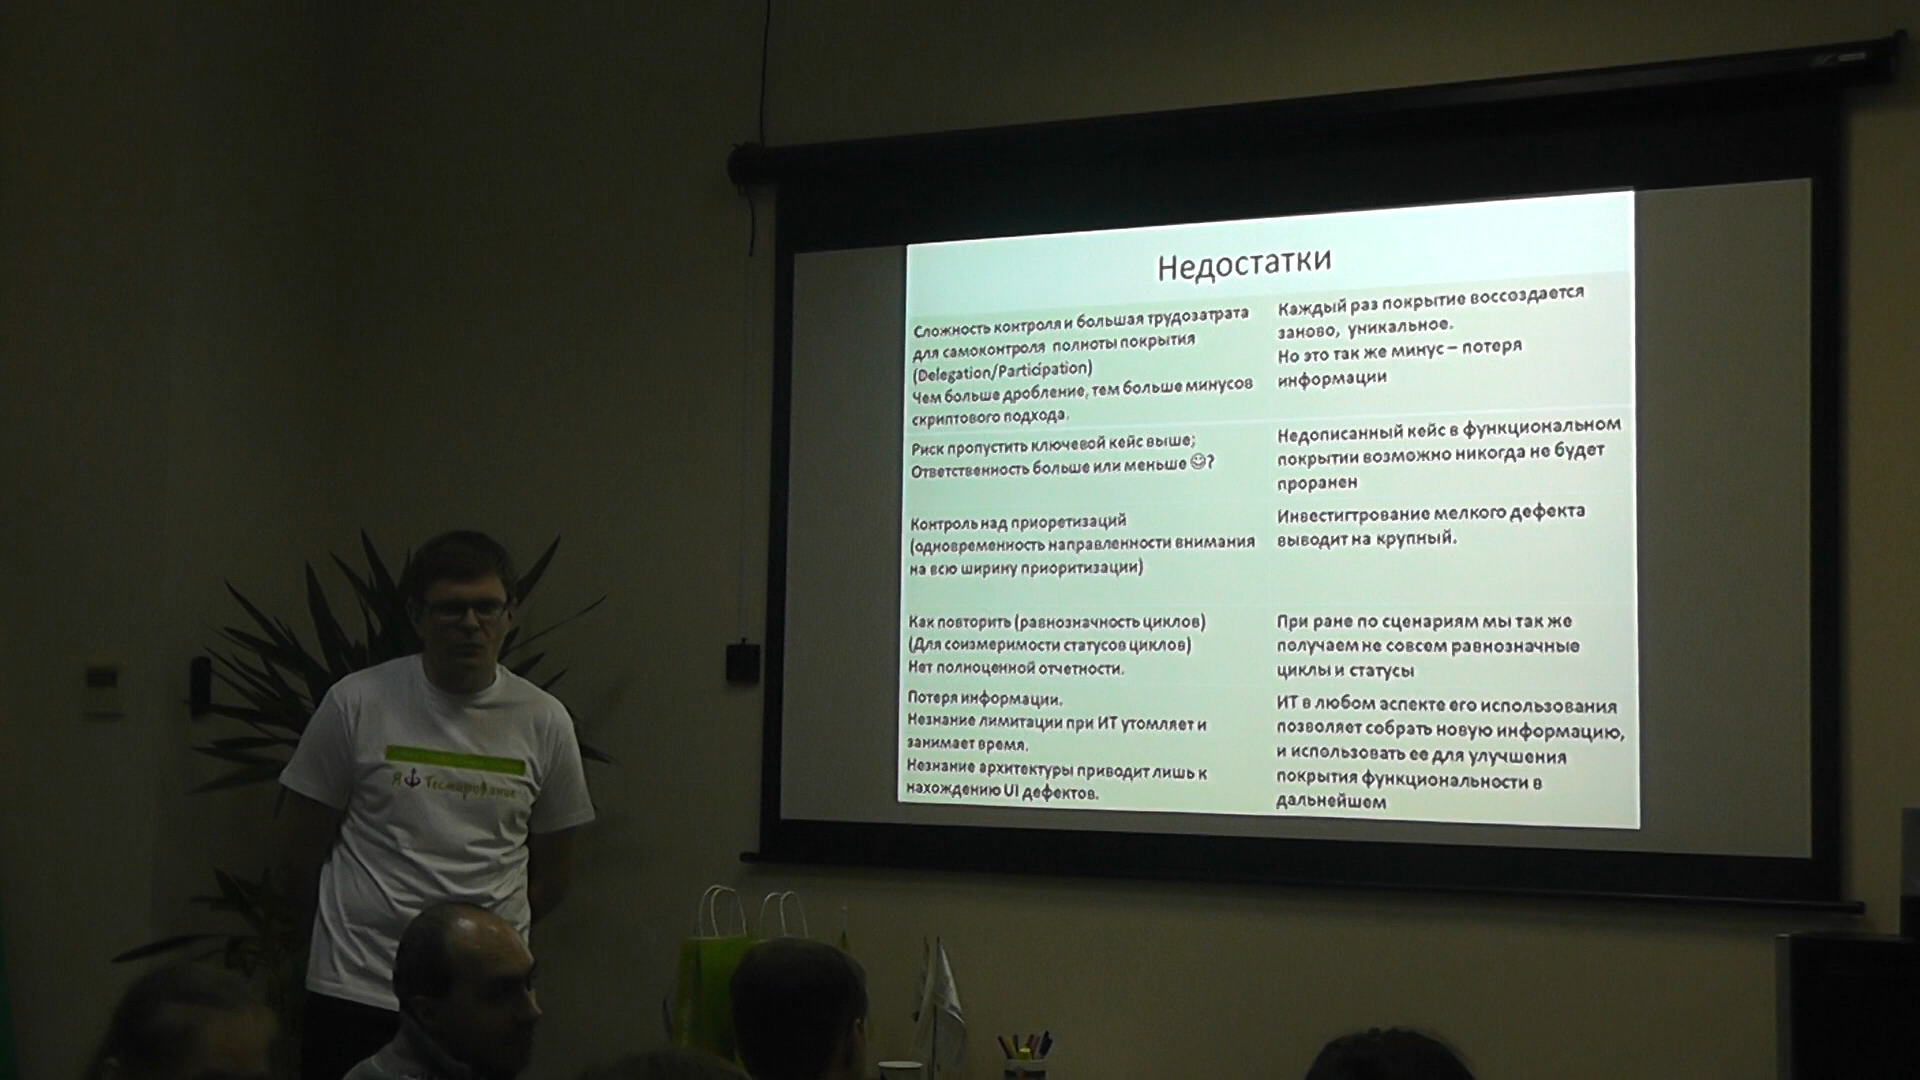 Недостатки
Сложность контроля и большая трудозатрата
для самоконтроля полноты покрытия
(Delegation/Participation)
Чем больше дробление, тем больше минусов
скриптового подхода.
Каждый раз покрытие воссоздается
заново, уникальное.
Но это так же минус – потеря
информации
Риск пропустить ключевой кейс выше;
Ответственность больше или меньше ☺?
Недописанный кейс в функциональном
покрытии возможно никогда не будет
проранен
Контроль над приоретизаций
(одновременность направленности внимания
на всю ширину приоритизации)
Инвестигтрование мелкого дефекта
выводит на крупный.
Как повторить (равнозначность циклов)
(Для соизмеримости статусов циклов)
Нет полноценной отчетности.
При ране по сценариям мы так же
получаем не совсем равнозначные
циклы и статусы
Потеря информации.
Незнание лимитации при ИТ утомляет и
занимает время.
Незнание архитектуры приводит лишь к
нахождению UI дефектов.
ИТ в любом аспекте его использования
позволяет собрать новую информацию,
и использовать ее для улучшения
покрытия функциональности в
дальнейшем
Я Тестирование